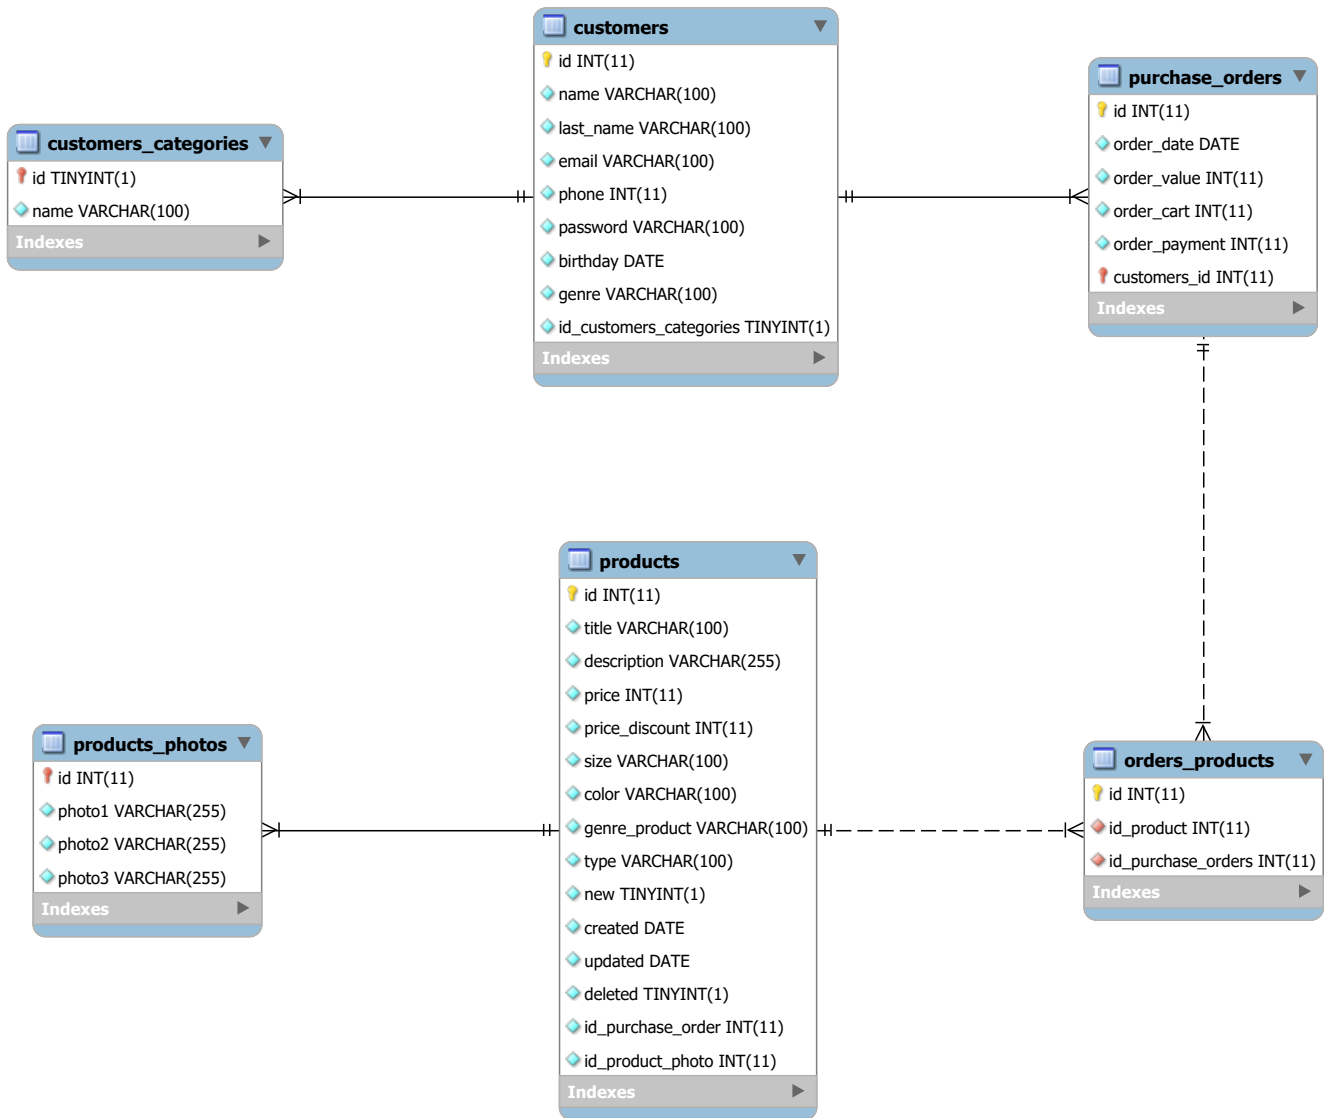 customers
id INT(11)
name VARCHAR(100)
last_name VARCHAR(100)
email VARCHAR(100)
phone INT(11)
password VARCHAR(100)
birthday DATE
genre VARCHAR(100)
id_customers_categories TINYINT(1)
Indexes
purchase_orders
id INT(11)
order_date DATE
order_value INT(11)
order_cart INT(11)
order_payment INT(11)
customers_id INT(11)
Indexes
customers_categories
id TINYINT(1)
name VARCHAR(100)
Indexes
products
id INT(11)
title VARCHAR(100)
description VARCHAR(255)
price INT(11)
price_discount INT(11)
size VARCHAR(100)
color VARCHAR(100)
genre_product VARCHAR(100)
type VARCHAR(100)
new TINYINT(1)
created DATE
updated DATE
deleted TINYINT(1)
id_purchase_order INT(11)
id_product_photo INT(11)
Indexes
products_photos
id INT(11)
photo1 VARCHAR(255)
photo2 VARCHAR(255)
photo3 VARCHAR(255)
Indexes
orders_products
id INT(11)
id_product INT(11)
id_purchase_orders INT(11)
Indexes